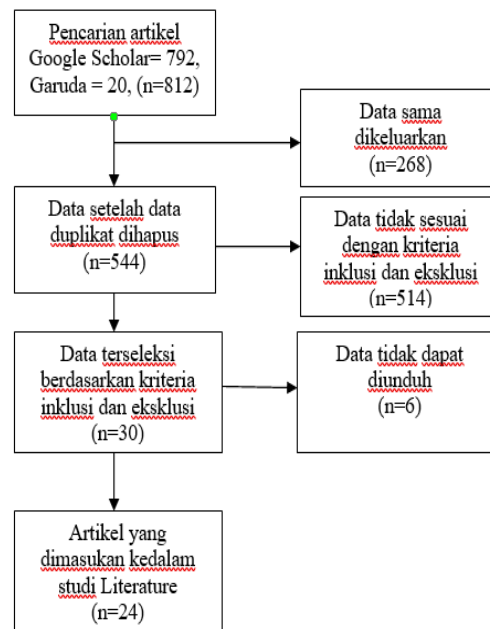 Pencarian artikel
Google Scholar= 792,
Garuda = 20, (n=812)
Data sama
dikeluarkan
(n=268)
Data setelah data
duplikat dihapus
(n=544)
Data tidak sesuai
dengan kriteria
inklusi dan eksklusi
(n=514)
Data terseleksi
berdasarkan kriteria
inklusi dan eksklusi
(n=30)
Data tidak dapat
diunduh
(n=6)
Artikel yang
dimasukan kedalam
studi Literature
(n=24)